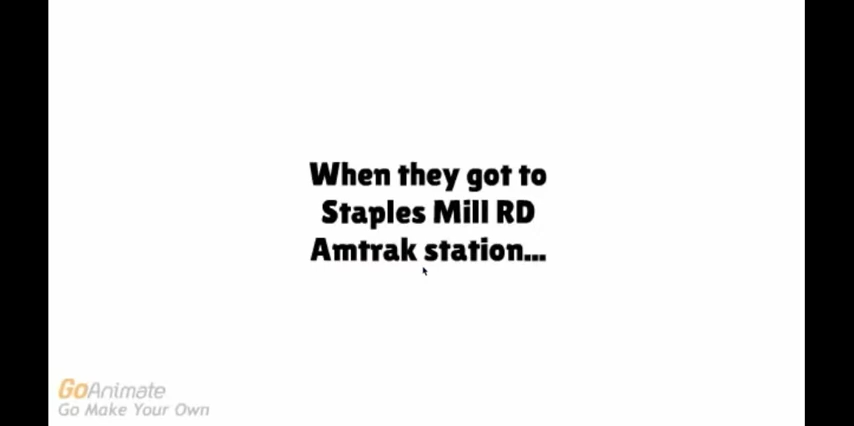 When they got to
Staples Mill RD
Amtrak station...
GoAnimate
Go Make Your Own